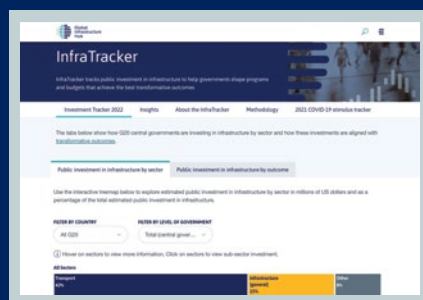 Global
Infrastructure
Hub
InfraTracker
InfraTracker tracks public investment in infrastructure to help governments shape programs
and budgets that achieve the best transformative outcomes
Investment Tracker 2022 Insights About the InfraTracker Methodology 2021 COVID-19 stimulus tracker
The tabs below show how G20 central governments are investing in infrastructure by sector and how these investments are aligned with
transformative outcomes.
Public investment in infrastructure by sector Public investment in infrastructure by outcome
Use the interactive treemap below to explore estimated public investment in infrastructure by sector in millions of US dollars and as a
percentage of the total estimated public investment in infrastructure.
FILTER BY COUNTRY FILTER BY LEVEL OF GOVERNMENT
All G20 Total (central gover...
Hover on sectors to view more information. Click on sectors to view sub-sector investment.
All Sectors
Transport Infrastructure Other
42% (general)